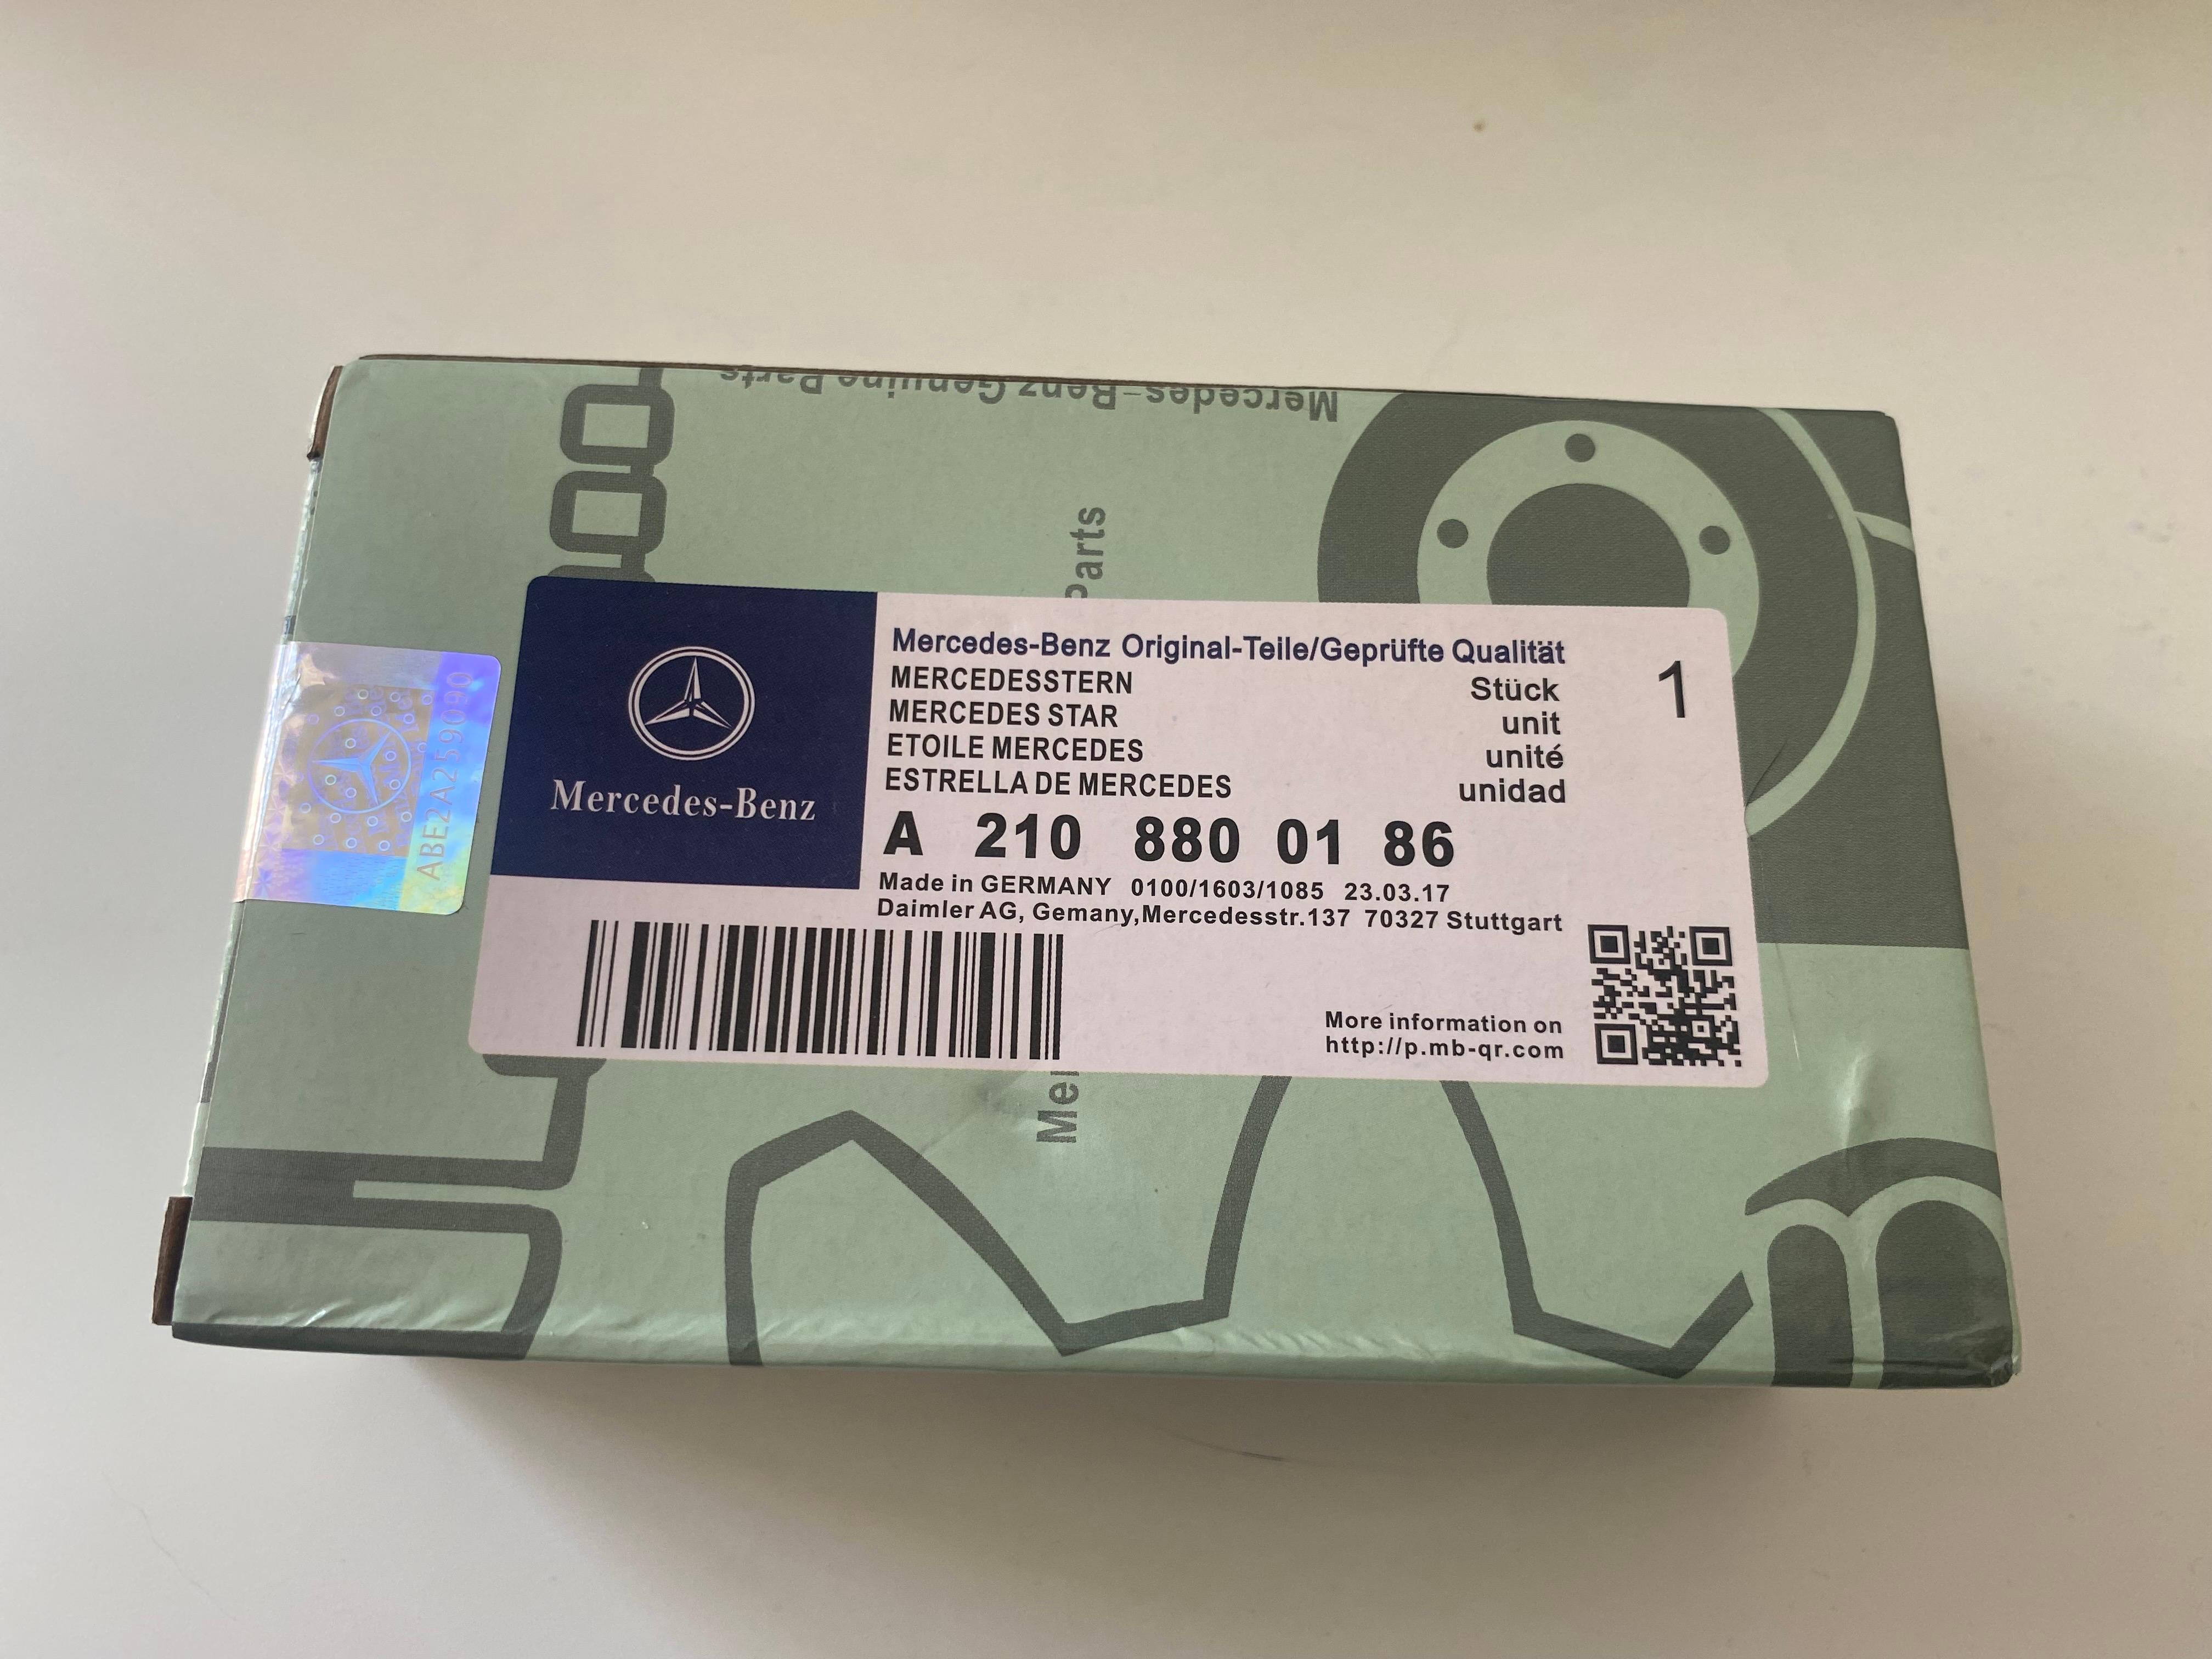 Mercedes-Benz Genuine Parts
Parts
Mercedes-Benz Original-Teile/Geprüfte Qualität
MERCEDESSTERN Stück 1
MERCEDES STAR unit
ETOILE MERCEDES unité
ESTRELLA DE MERCEDES unidad
Mercedes-Benz
A 210 880 01 86
Made in GERMANY 0100/1603/1085 23.03.17
Daimler AG, Gemany,Mercedesstr.137 70327 Stuttgart
More information on
http://p.mb-qr.com
ABE2A259090
Me